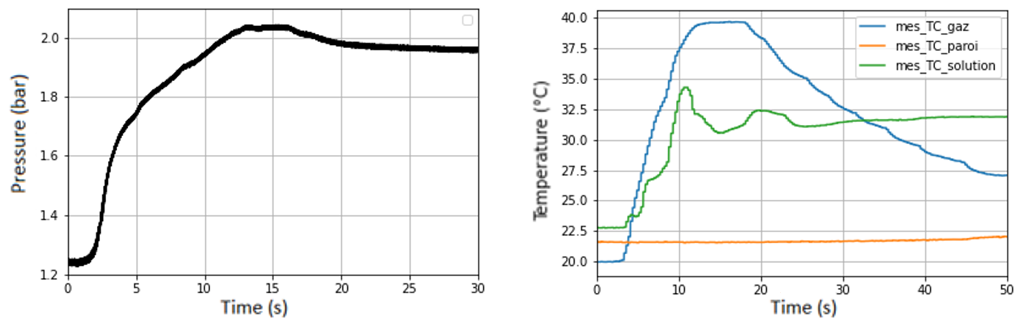 Pressure (bar)
2.0
1.8
1.6
1.4
1.2
0 5 10 15 20 25 30
Time (s)
Temperature (°C)
40.0
37.5
35.0
32.5
30.0
27.5
25.0
22.5
20.0
mes_TC_gaz
mes_TC_paroi
mes_TC_solution
0 10 20 30 40 50
Time (s)